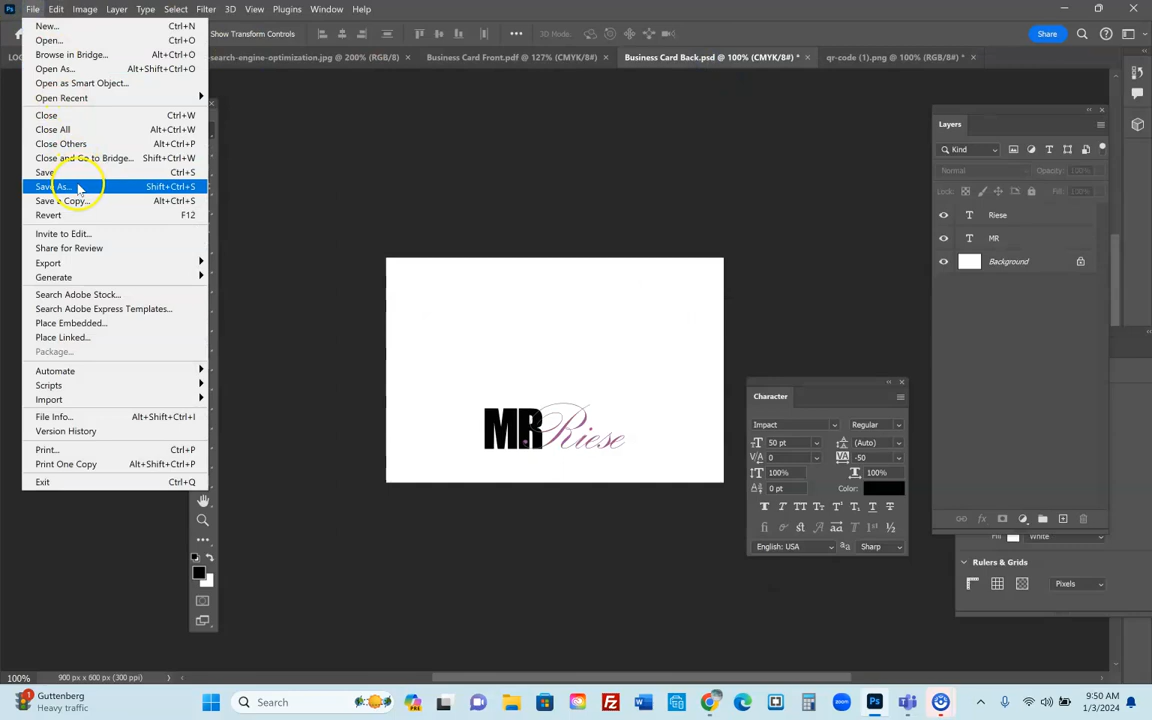 File Edit Image Layer Type Select Filter 3D View Plugins Window Help
Show Transform Controls
3D Mode:
Share
search-engine-optimization.jpg @ 200% (RGB/8) ×
Business Card Front.pdf @ 127% (CMYK/8#) ×
Business Card Back.psd @ 100% (CMYK/8#) * ×
qr-code (1).png @ 100% (RGB/8#) * ×
New... Ctrl+N
Open... Ctrl+O
Browse in Bridge... Alt+Ctrl+O
Open As... Alt+Shift+Ctrl+O
Open as Smart Object...
Open Recent
Close Ctrl+W
Close All Alt+Ctrl+W
Close Others Alt+Ctrl+P
Close and Go to Bridge... Shift+Ctrl+W
Save Ctrl+S
Save As... Shift+Ctrl+S
Save a Copy... Alt+Ctrl+S
Revert F12
Invite to Edit...
Share for Review
Export
Generate
Search Adobe Stock...
Search Adobe Express Templates...
Place Embedded...
Place Linked...
Package...
Automate
Scripts
Import
File Info... Alt+Shift+Ctrl+I
Version History
Print... Ctrl+P
Print One Copy Alt+Shift+Ctrl+P
Exit Ctrl+Q
MR Riese
Layers
Kind
Normal Opacity: 100%
Lock: Fill: 100%
Riese
MR
Background
Character
Impact Regular
50 pt (Auto)
0 -50
100% 100%
0 pt Color:
English: USA Sharp
Fill White
Rulers & Grids
Pixels
100% 900 px x 600 px (300 ppi)
Guttenberg
Heavy traffic
Search
9:50 AM
1/3/2024